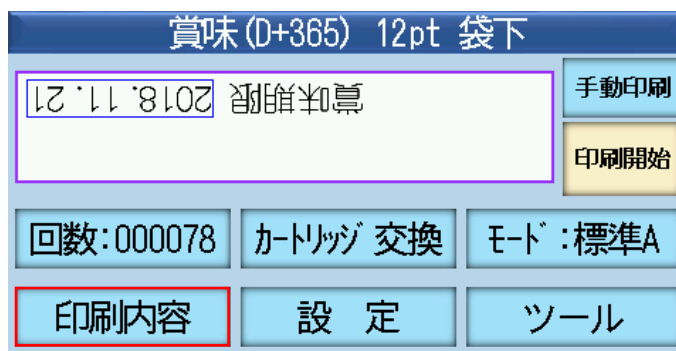 賞味(D+365) 12pt 袋下
賞味期限 2018. 11. 21
手動印刷
印刷開始
回数:000078
カートリッジ 交換
モード:標準A
印刷内容
設 定
ツール